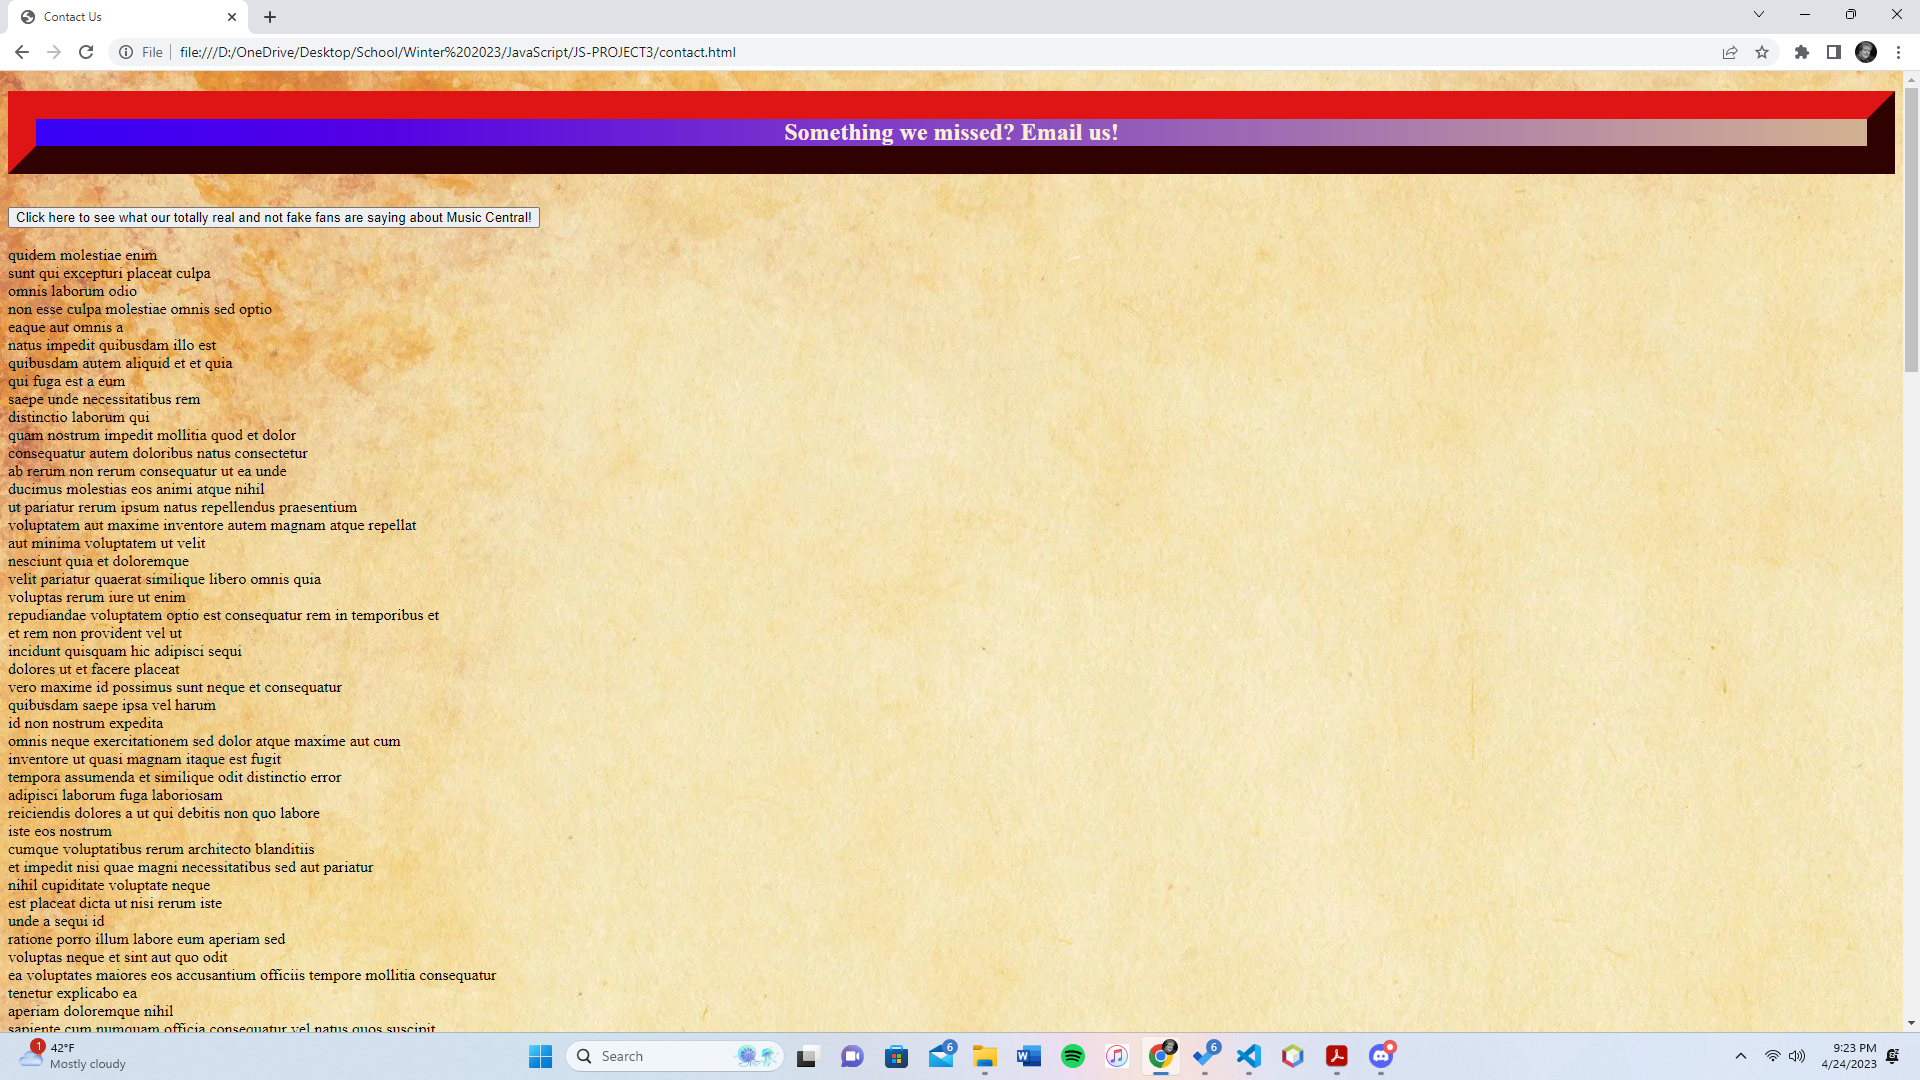 Contact Us
File
file:///D:/OneDrive/Desktop/School/Winter%202023/JavaScript/JS-PROJECT3/contact.html
Something we missed? Email us!
Click here to see what our totally real and not fake fans are saying about Music Central!
quidem molestiae enim
sunt qui excepturi placeat culpa
omnis laborum odio
non esse culpa molestiae omnis sed optio
eaque aut omnis a
natus impedit quibusdam illo est
quibusdam autem aliquid et et quia
qui fuga est a eum
saepe unde necessitatibus rem
distinctio laborum qui
quam nostrum impedit mollitia quod et dolor
consequatur autem doloribus natus consectetur
ab rerum non rerum consequatur ut ea unde
ducimus molestias eos animi atque nihil
ut pariatur rerum ipsum natus repellendus praesentium
voluptatem aut maxime inventore autem magnam atque repellat
aut minima voluptatem ut velit
nesciunt quia et doloremque
velit pariatur quaerat similique libero omnis quia
voluptas rerum iure ut enim
repudiandae voluptatem optio est consequatur rem in temporibus et
et rem non provident vel ut
incidunt quisquam hic adipisci sequi
dolores ut et facere placeat
vero maxime id possimus sunt neque et consequatur
quibusdam saepe ipsa vel harum
id non nostrum expedita
omnis neque exercitationem sed dolor atque maxime aut cum
inventore ut quasi magnam itaque est fugit
tempora assumenda et similique odit distinctio error
adipisci laborum fuga laboriosam
reiciendis dolores a ut qui debitis non quo labore
iste eos nostrum
cumque voluptatibus rerum architecto blanditiis
et impedit nisi quae magni necessitatibus sed aut pariatur
nihil cupiditate voluptate neque
est placeat dicta ut nisi rerum iste
unde a sequi id
ratione porro illum labore eum aperiam sed
voluptas neque et sint aut quo odit
ea voluptates maiores eos accusantium officiis tempore mollitia consequatur
tenetur explicabo ea
aperiam doloremque nihil
sapiente cum numquam officia consequatur vel natus quos suscipit
1
42°F
Mostly cloudy
Search
6
6
9:23 PM
4/24/2023